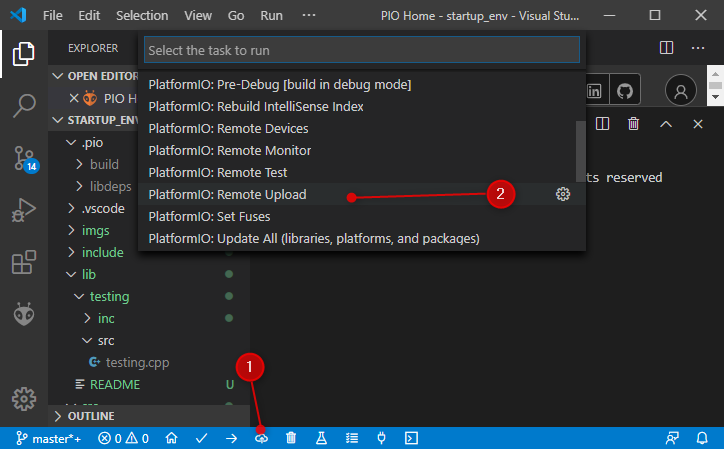 File Edit View Go Run ... PIO Home - startup_env - Visual Stu...
EXPLORER
Select the task to run
OPEN EDITOR
PIO H
STARTUP_ENV
.pio
build
libdeps
.vscode
imgs
include
lib
testing
inc
src
testing.cpp
README U
OUTLINE
14
PlatformIO: Pre-Debug [build in debug mode]
PlatformIO: Rebuild IntelliSense Index
PlatformIO: Remote Devices
PlatformIO: Remote Monitor
PlatformIO: Remote Test
PlatformIO: Remote Upload
PlatformIO: Set Fuses
PlatformIO: Update All (libraries, platforms, and packages)
in
ts reserved
2
1
master*+ 0 0